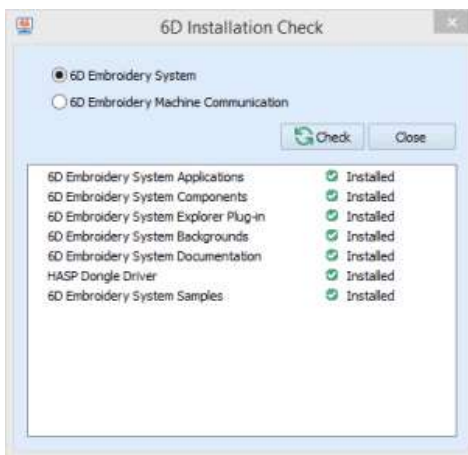 6D Installation Check
6D Embroidery System
6D Embroidery Machine Communication
Check Close
6D Embroidery System Applications Installed
6D Embroidery System Components Installed
6D Embroidery System Explorer Plug-in Installed
6D Embroidery System Backgrounds Installed
6D Embroidery System Documentation Installed
HASP Dongle Driver Installed
6D Embroidery System Samples Installed